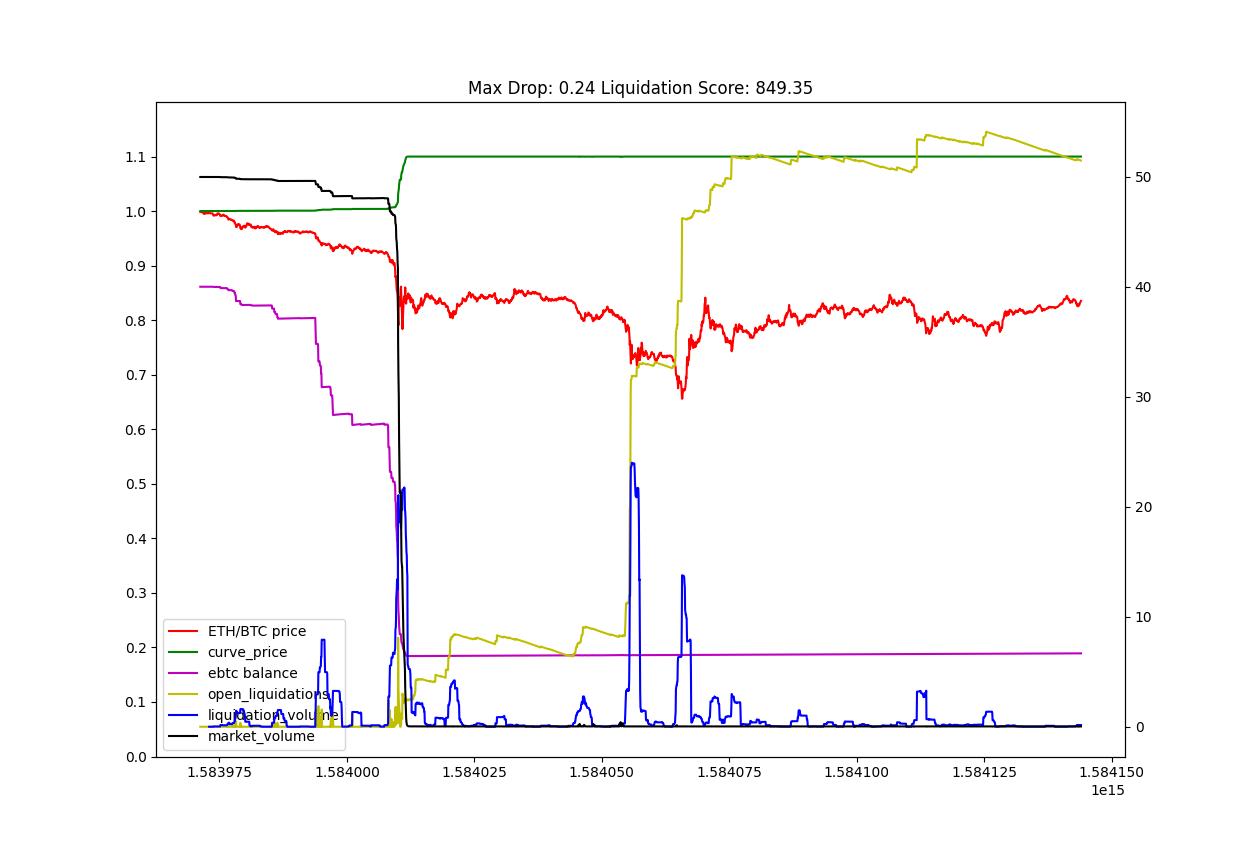 Max Drop: 0.24 Liquidation Score: 849.35
1.1
1.0
0.9
0.8
0.7
0.6
0.5
0.4
0.3
0.2
0.1
0.0
50
40
30
20
10
0
ETH/BTC price
curve_price
ebtc balance
open_liquidations
liquidation_volume
market_volume
1.583975 1.584000 1.584025 1.584050 1.584075 1.584100 1.584125 1.584150
1e15